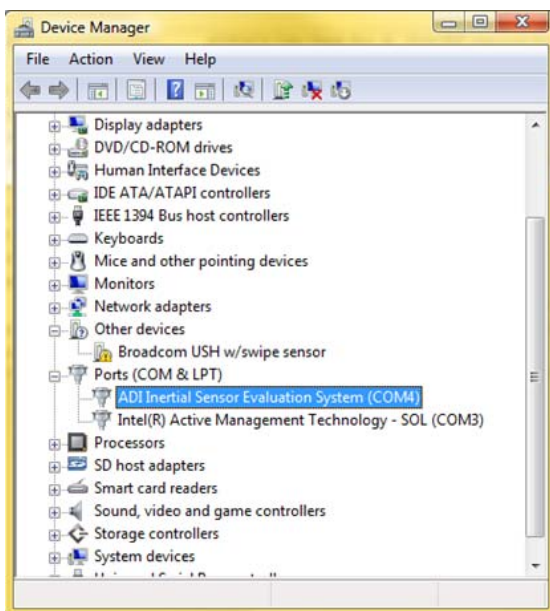 Device Manager
File Action View Help
Display adapters
DVD/CD-ROM drives
Human Interface Devices
IDE ATA/ATAPI controllers
IEEE 1394 Bus host controllers
Keyboards
Mice and other pointing devices
Monitors
Network adapters
Other devices
Broadcom USH w/swipe sensor
Ports (COM & LPT)
ADI Inertial Sensor Evaluation System (COM4)
Intel(R) Active Management Technology - SOL (COM3)
Processors
SD host adapters
Smart card readers
Sound, video and game controllers
Storage controllers
System devices